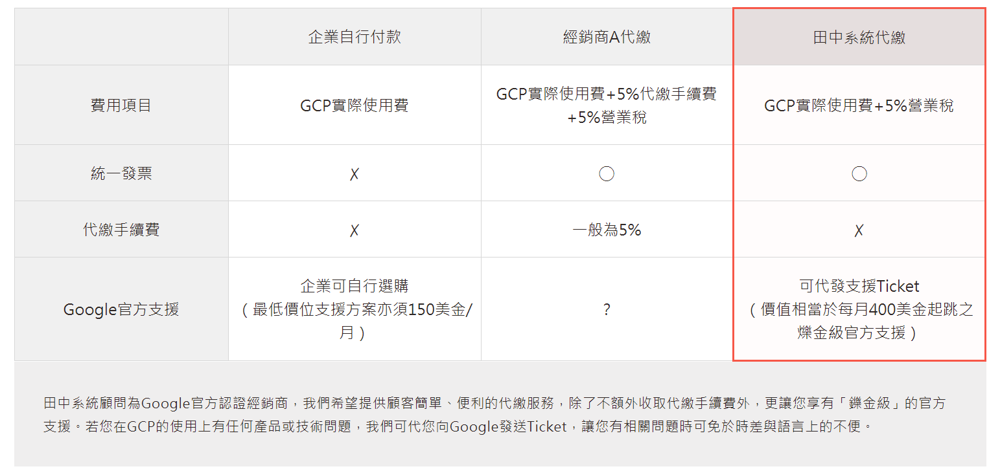 企業自行付款
經銷商A代繳
田中系統代繳
費用項目
GCP實際使用費
GCP實際使用費+5%代繳手續費
+5%營業稅
GCP實際使用費+5%營業稅
統一發票
✗
◯
◯
代繳手續費
✗
一般為5%
✗
Google官方支援
企業可自行選購
（最低價位支援方案亦須150美金/
月）
？
可代發支援Ticket
（價值相當於每月400美金起跳之
爍金級官方支援）
田中系統顧問為Google官方認證經銷商，我們希望提供顧客簡單、便利的代繳服務，除了不額外收取代繳手續費外，更讓您享有「鑠金級」的官方
支援。若您在GCP的使用上有任何產品或技術問題，我們可代您向Google發送Ticket，讓您有相關問題時可免於時差與語言上的不便。